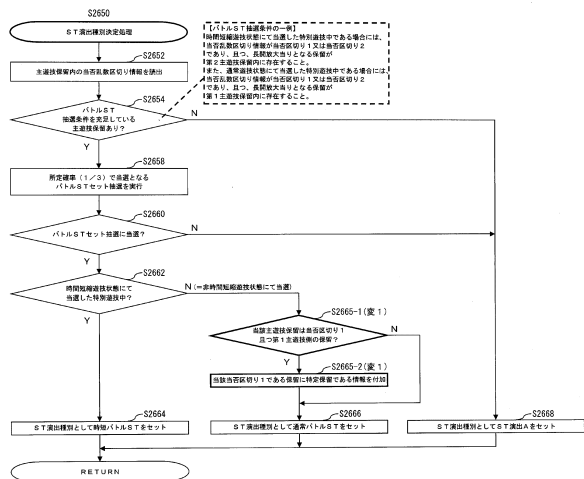 S2650
ST演出種別決定処理
S2652
主遊技保留内の当否乱数区切り情報を読出
【バトルST抽選条件の一例】
時間短縮遊技状態にて当選した特別遊技中である場合には、
当否乱数区切り情報が当否区切り1又は当否区切り2
であり、且つ、長開放大当りとなる保留が
第2主遊技保留内に存在すること。
また、通常遊技状態にて当選した特別遊技中である場合には、
当否乱数区切り情報が当否区切り1又は当否区切り2
であり、且つ、長開放大当りとなる保留が
第1主遊技保留内に存在すること。
S2654
バトルST
抽選条件を充足している
主遊技保留あり?
N
Y
S2658
所定確率(1/3)で当選となる
バトルSTセット抽選を実行
S2660
バトルSTセット抽選に当選?
N
Y
S2662
時間短縮遊技状態にて
当選した特別遊技中?
N(=非時間短縮遊技状態にて当選)
Y
S2665-1(変1)
当該主遊技保留は当否区切り1
且つ第1主遊技側の保留?
N
Y
S2665-2(変1)
当該当否区切り1である保留に特定保留である情報を付加
S2664
ST演出種別として時短バトルSTをセット
S2666
ST演出種別として通常バトルSTをセット
S2668
ST演出種別としてST演出Aをセット
RETURN